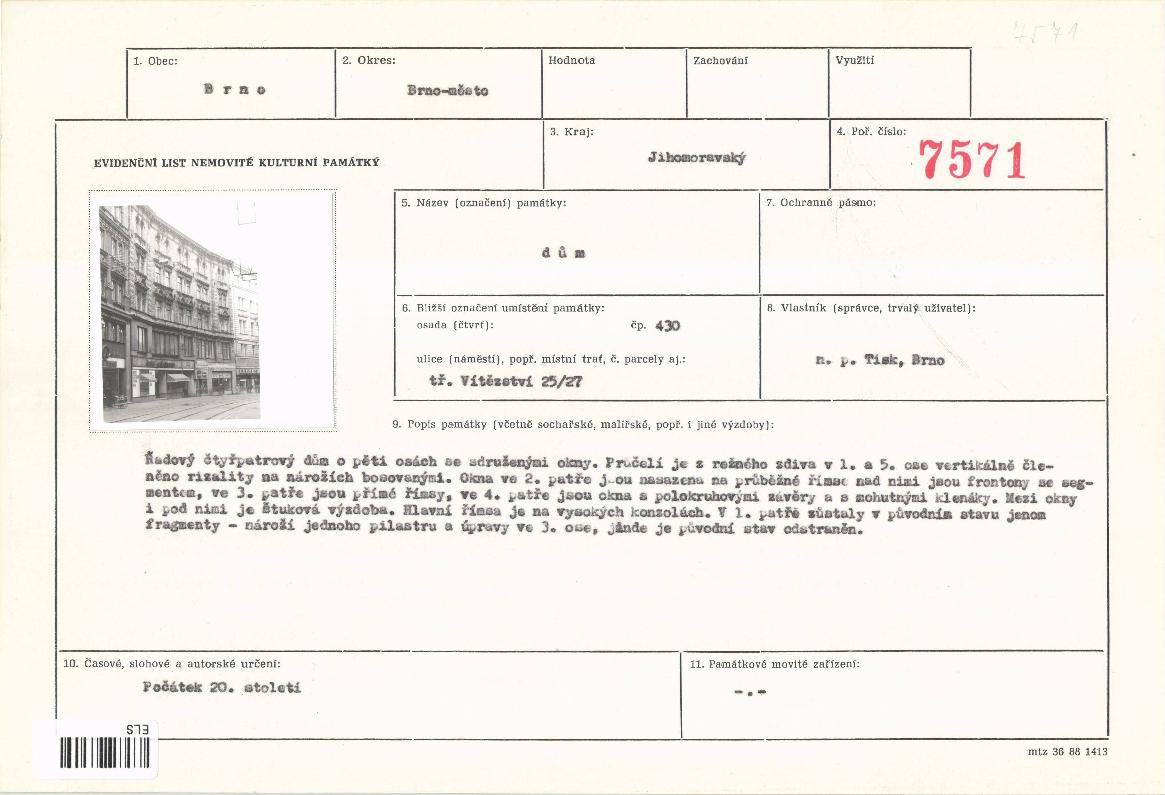 7571
1. Obec:
B r n o
2. Okres:
Brno-město
Hodnota
Zachování
Využití
EVIDENČNÍ LIST NEMOVITÉ KULTURNÍ PAMÁTKY
3. Kraj:
Jihomoravský
4. Poř. číslo:
7571
5. Název (označení) památky:
d ů m
7. Ochranné pásmo:
6. Bližší označení umístění památky:
osada (čtvrť):
čp. 430
ulice (náměstí), popř. místní trať, č. parcely aj.:
tř. Vítězství 25/27
8. Vlastník (správce, trvalý uživatel):
n. p. Tisk, Brno
9. Popis památky (včetně sochařské, malířské, popř. i jiné výzdoby):
Řadový čtyřpatrový dům o pěti osách se sdruženými okny. Průčelí je z režného zdiva v 1. a 5. ose vertikálně čle-
něno rizality na nárožích bosovanými. Okna ve 2. patře jsou nasazena na průběžné římse nad nimi jsou frontony se seg-
mentem, ve 3. patře jsou přímé římsy, ve 4. patře jsou okna s polokruhovými závěry a s mohutnými klenáky. Mezi okny
i pod nimi je štuková výzdoba. Hlavní římsa je na vysokých konzolách. V 1. patře zůstaly v původním stavu jenom
fragmenty - nároží jednoho pilastru a úpravy ve 3. ose, jinde je původní stav odstraněn.
10. Časové, slohové a autorské určení:
Počátek 20. století
11. Památkové movité zařízení:
-.-
ELS
mtz 36 88 1413